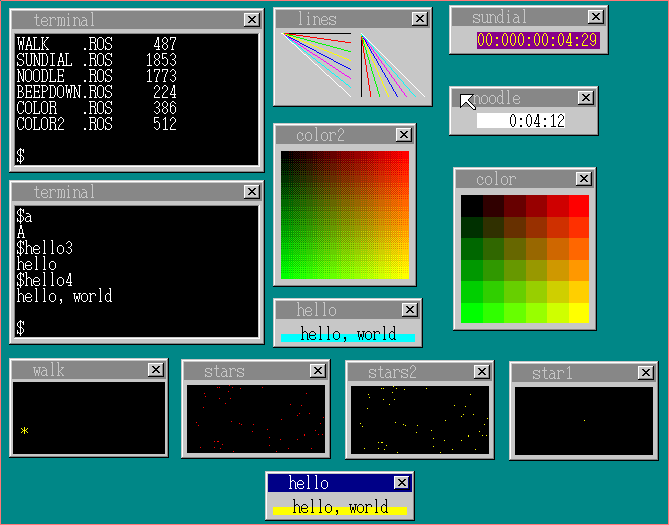 terminal
WALK    .ROS     487
SUNDIAL .ROS    1853
NOODLE  .ROS    1773
BEEPDOWN.ROS     224
COLOR   .ROS     386
COLOR2  .ROS     512
$
lines
sundial
00:000:00:04:29
noodle
0:04:12
color2
color
terminal
$a
A
$hello3
hello
$hello4
hello, world
$
hello
hello, world
walk
*
stars
stars2
star1
hello
hello, world